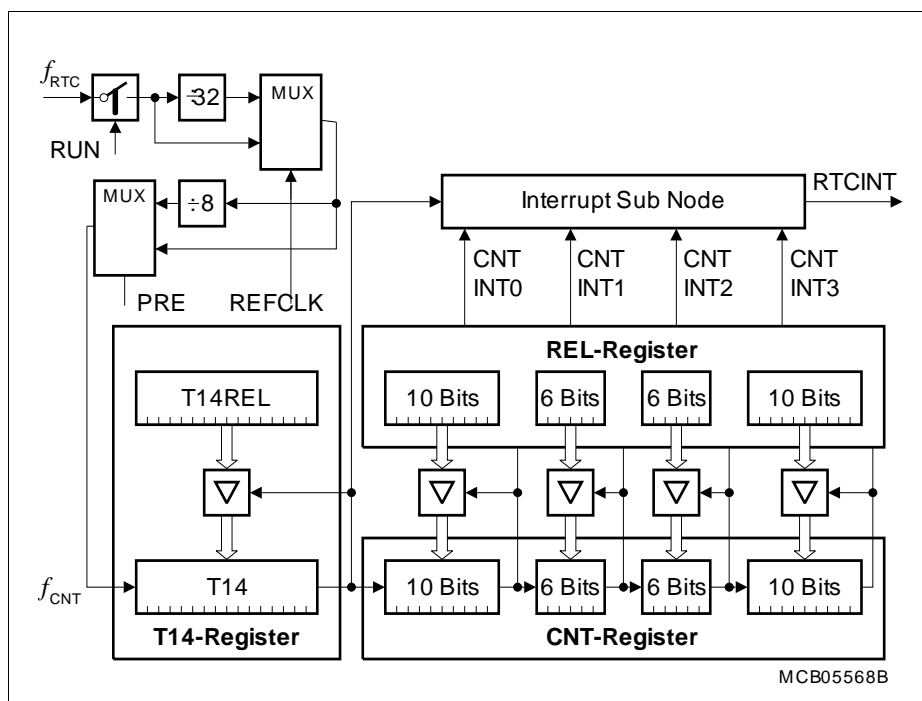 fRTC
÷32
MUX
RUN
MUX
÷8
Interrupt Sub Node
RTCINT
CNT
INT0
CNT
INT1
CNT
INT2
CNT
INT3
PRE
REFCLK
REL-Register
T14REL
10 Bits
6 Bits
6 Bits
10 Bits
fCNT
T14
10 Bits
6 Bits
6 Bits
10 Bits
T14-Register
CNT-Register
MCB05568B